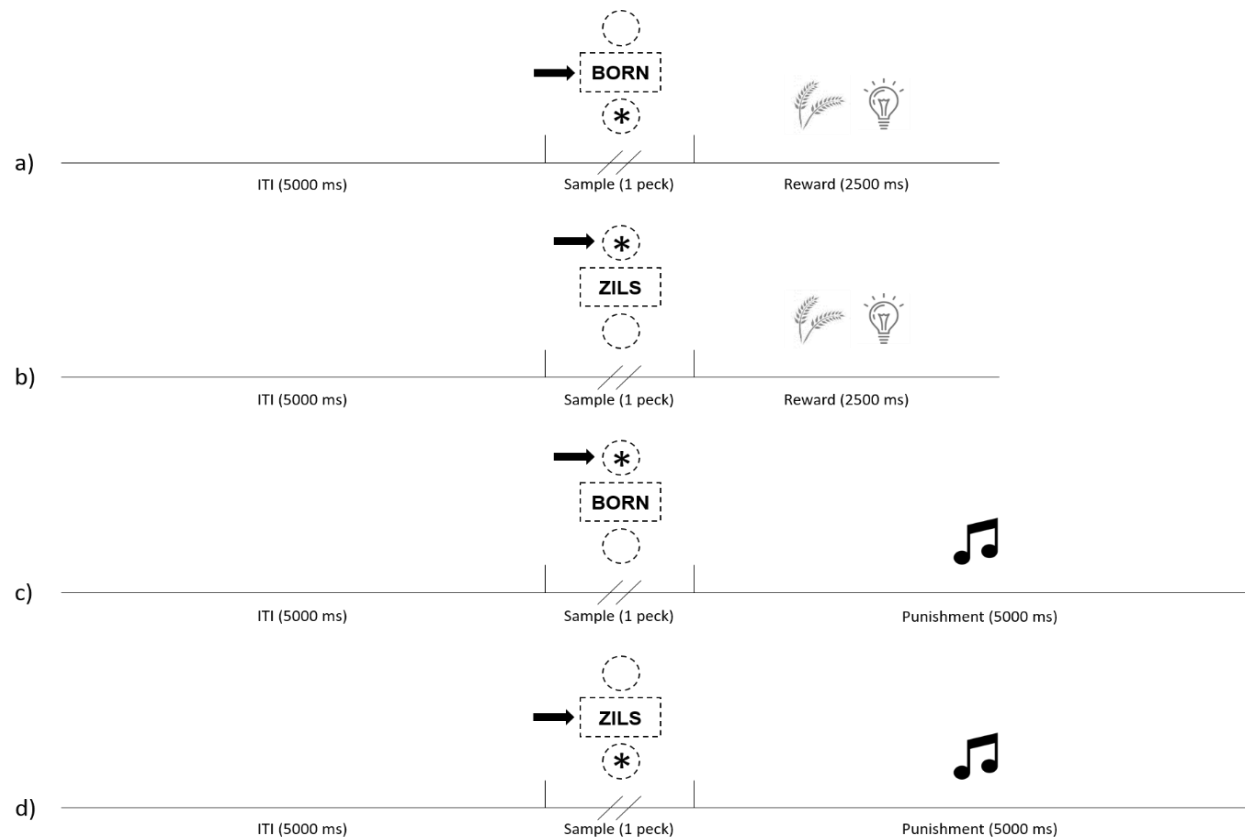 BORN
*
a)
ITI (5000 ms)
Sample (1 peck)
Reward (2500 ms)
*
ZILS
b)
ITI (5000 ms)
Sample (1 peck)
Reward (2500 ms)
*
BORN
c)
ITI (5000 ms)
Sample (1 peck)
Punishment (5000 ms)
ZILS
*
d)
ITI (5000 ms)
Sample (1 peck)
Punishment (5000 ms)